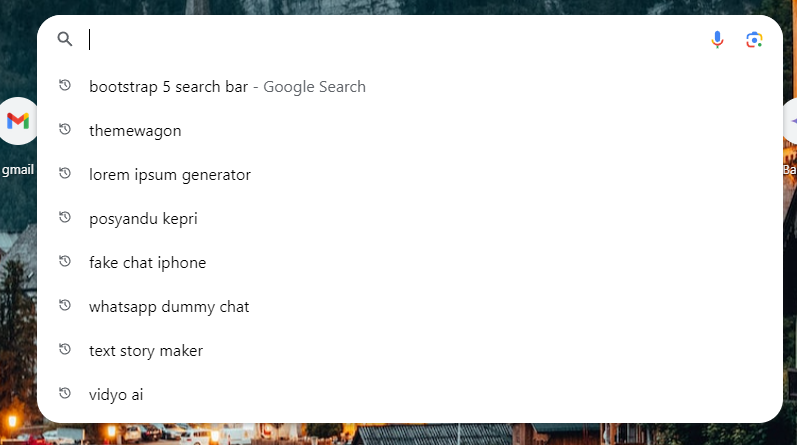 bootstrap 5 search bar - Google Search
themewagon
gmail
Ba
lorem ipsum generator
posyandu kepri
fake chat iphone
whatsapp dummy chat
text story maker
vidyo ai